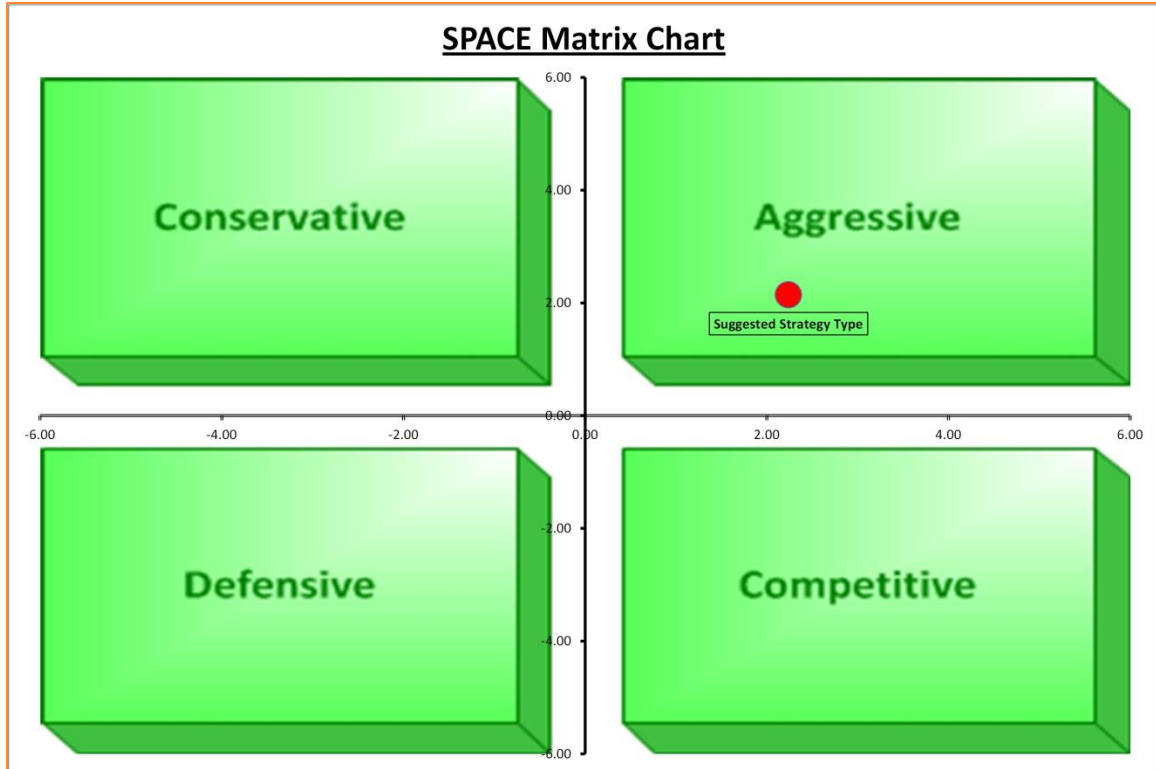 SPACE Matrix Chart
6.00
4.00
Conservative
Aggressive
2.00
Suggested Strategy Type
0.00
-6.00 -4.00 -2.00 0.00 2.00 4.00 6.00
-2.00
Defensive
Competitive
-4.00
-6.00